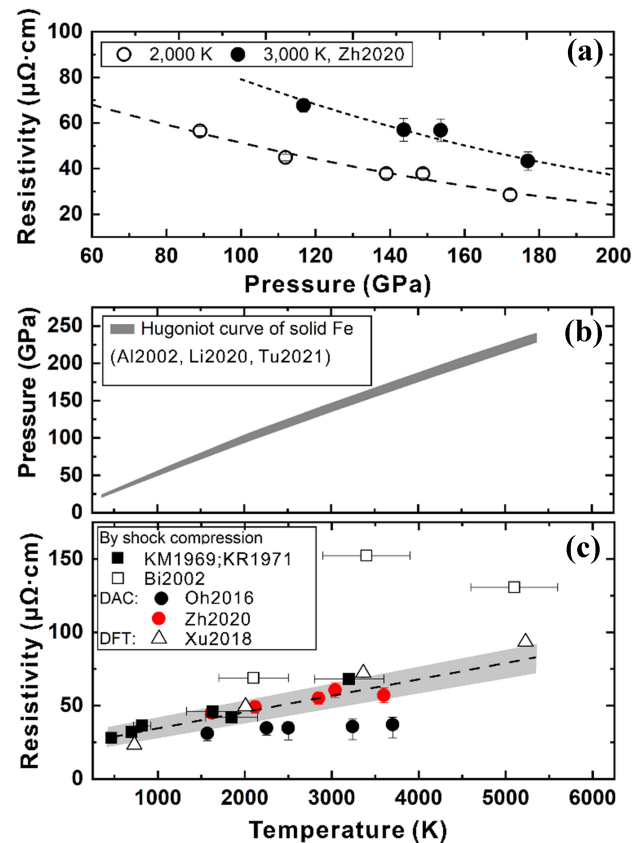 (a)
2,000 K 3,000 K, Zh2020
Resistivity (μΩ·cm)
100
80
60
40
20
60 80 100 120 140 160 180 200
Pressure (GPa)
(b)
Hugoniot curve of solid Fe
(Al2002, Li2020, Tu2021)
Pressure (GPa)
250
200
150
100
50
0
(c)
By shock compression
KM1969;KR1971
Bi2002
DAC: Oh2016
Zh2020
DFT: Xu2018
Resistivity (μΩ·cm)
150
100
50
0
1000 2000 3000 4000 5000 6000
Temperature (K)